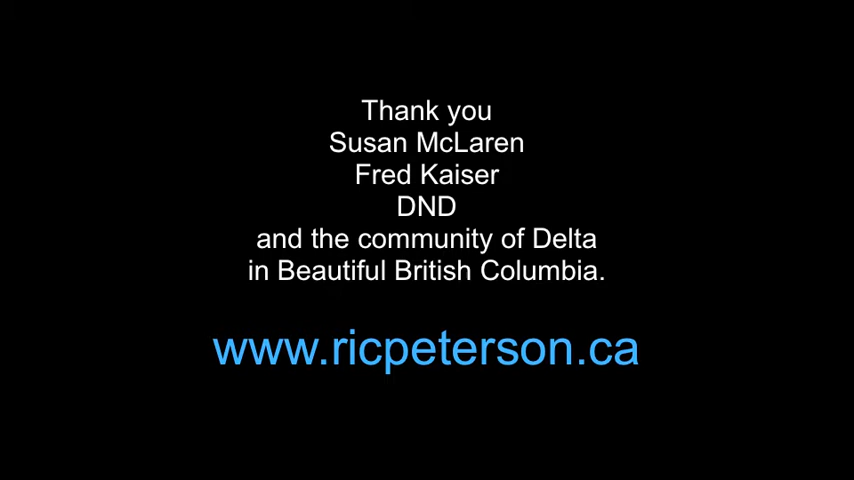 Thank you
Susan McLaren
Fred Kaiser
DND
and the community of Delta
in Beautiful British Columbia.
www.ricpeterson.ca